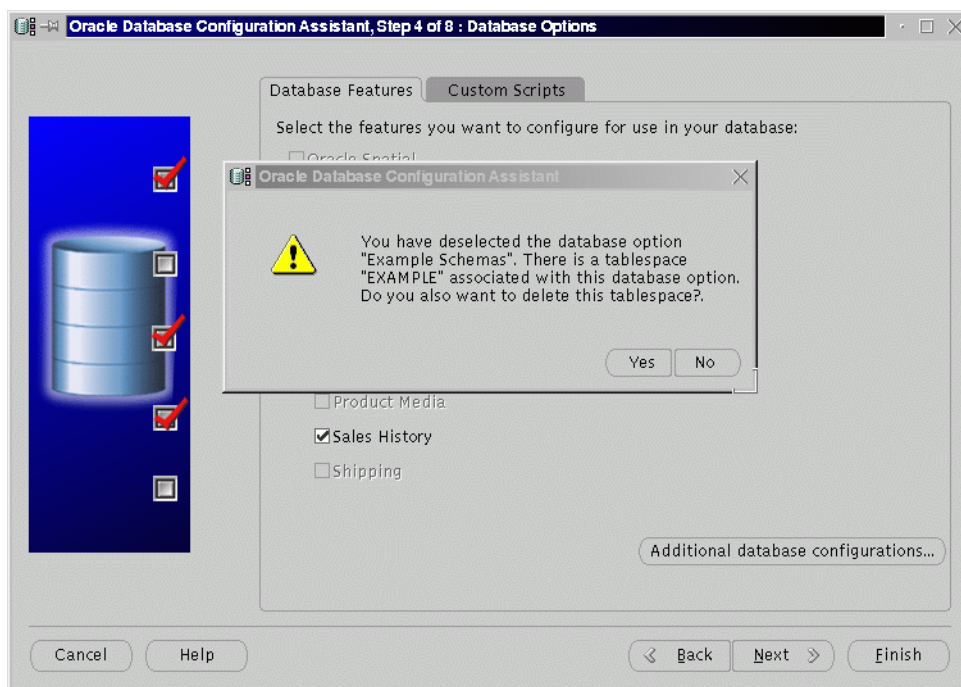 Oracle Database Configuration Assistant, Step 4 of 8 : Database Options
Database Features
Custom Scripts
Select the features you want to configure for use in your database:
Oracle Spatial
Oracle Database Configuration Assistant
You have deselected the database option
"Example Schemas". There is a tablespace
"EXAMPLE" associated with this database option.
Do you also want to delete this tablespace?.
Yes
No
Product Media
Sales History
Shipping
Additional database configurations...
Cancel
Help
Back
Next
Finish